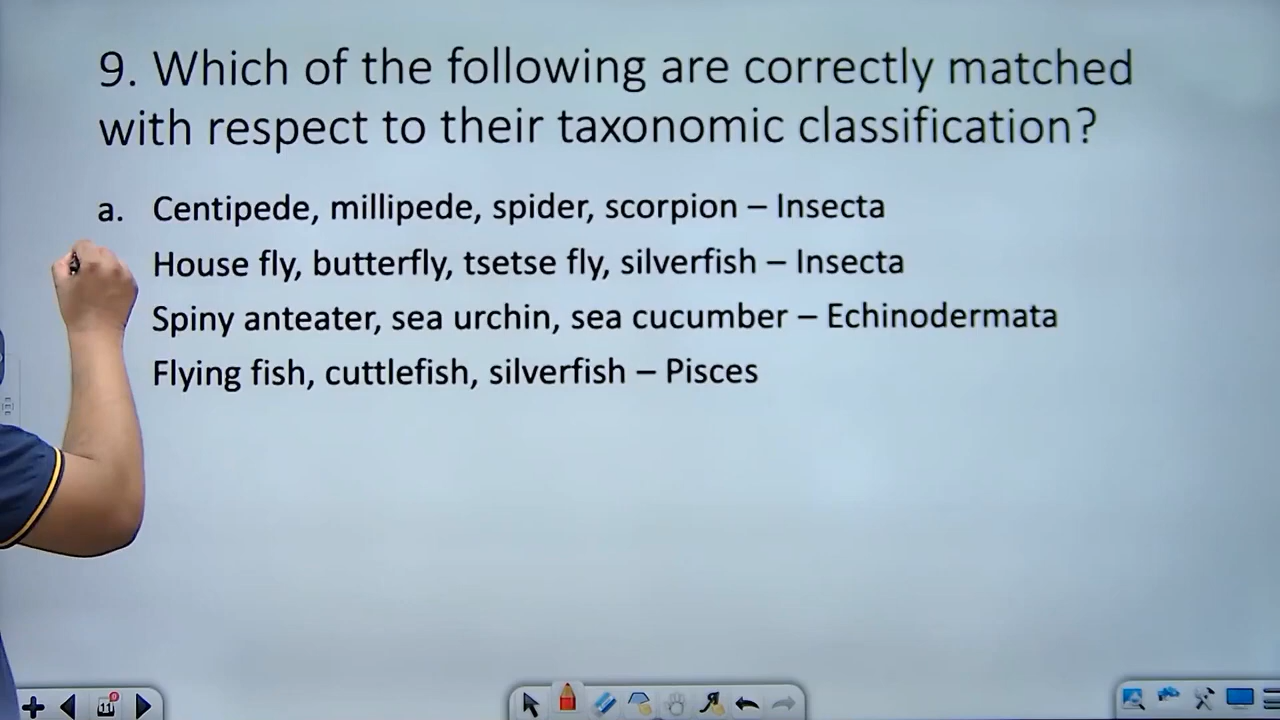 9. Which of the following are correctly matched
with respect to their taxonomic classification?
a. Centipede, millipede, spider, scorpion – Insecta
House fly, butterfly, tsetse fly, silverfish – Insecta
Spiny anteater, sea urchin, sea cucumber – Echinodermata
Flying fish, cuttlefish, silverfish – Pisces
11